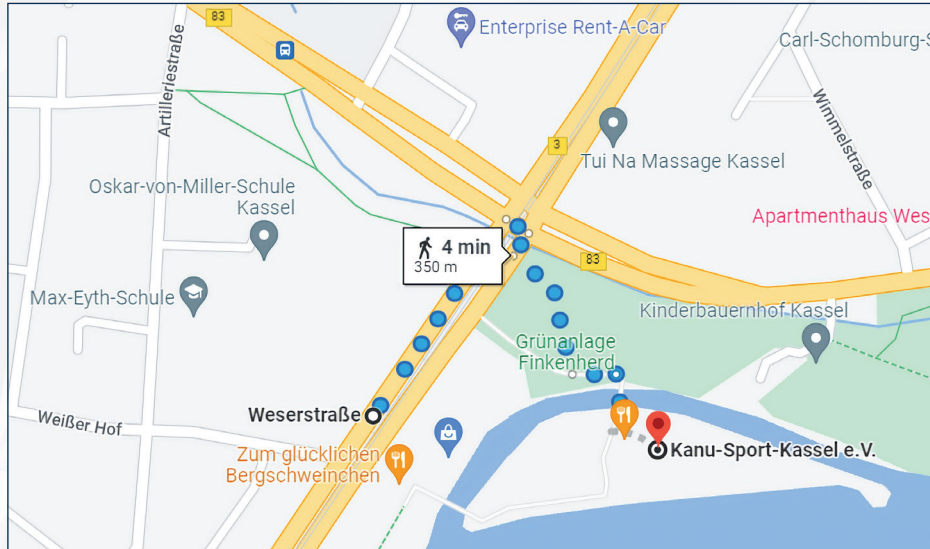 83
Enterprise Rent-A-Car
Carl-Schomburg-S
Artilleriestraße
Wimmelstraße
3
Tui Na Massage Kassel
Oskar-von-Miller-Schule
Kassel
Apartmenthaus Wes
4 min
350 m
83
Max-Eyth-Schule
Kinderbauernhof Kassel
Grünanlage
Finkenherd
Weserstraße
Weißer Hof
Zum glücklichen
Bergschweinchen
Kanu-Sport-Kassel e.V.